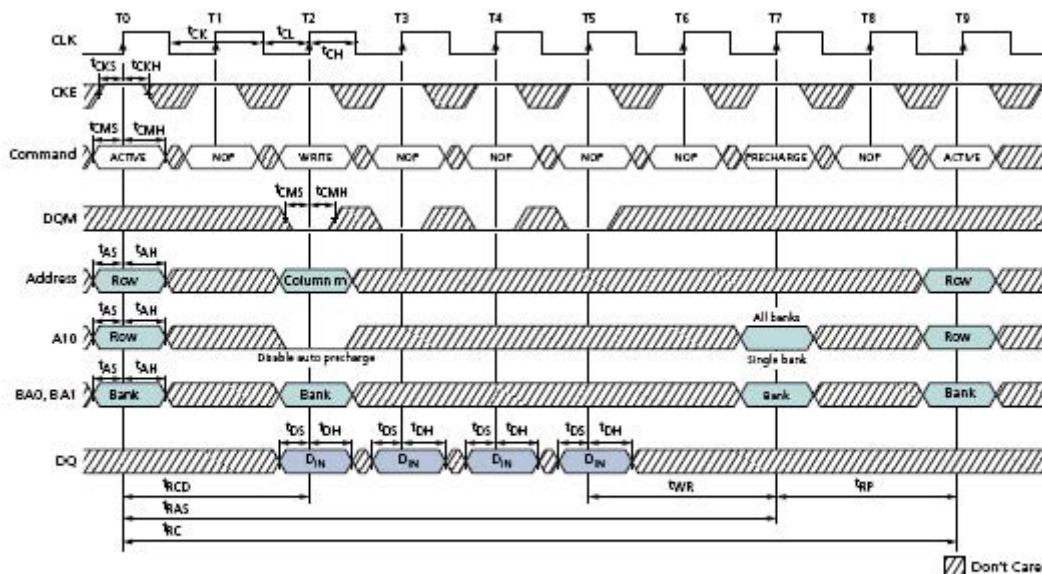 T0 T1 T2 T3 T4 T5 T6 T7 T8 T9
CLK tCK tCL tCH
tCKS tCKH
CKE
tCMS tCMH
Command ACTIVE NOP WRITE NOP NOP NOP NOP PRECHARGE NOP ACTIVE
tCMS tCMH
DQM
tAS tAH
Address Row Column m Row
tAS tAH All banks
A10 Row Row
Disable auto precharge Single bank
tAS tAH
BA0, BA1 Bank Bank Bank Bank
tDS tDH tDS tDH tDS tDH tDS tDH
DQ DIN DIN DIN DIN
tRCD tWR tRP
tRAS
tRC
Don't Care